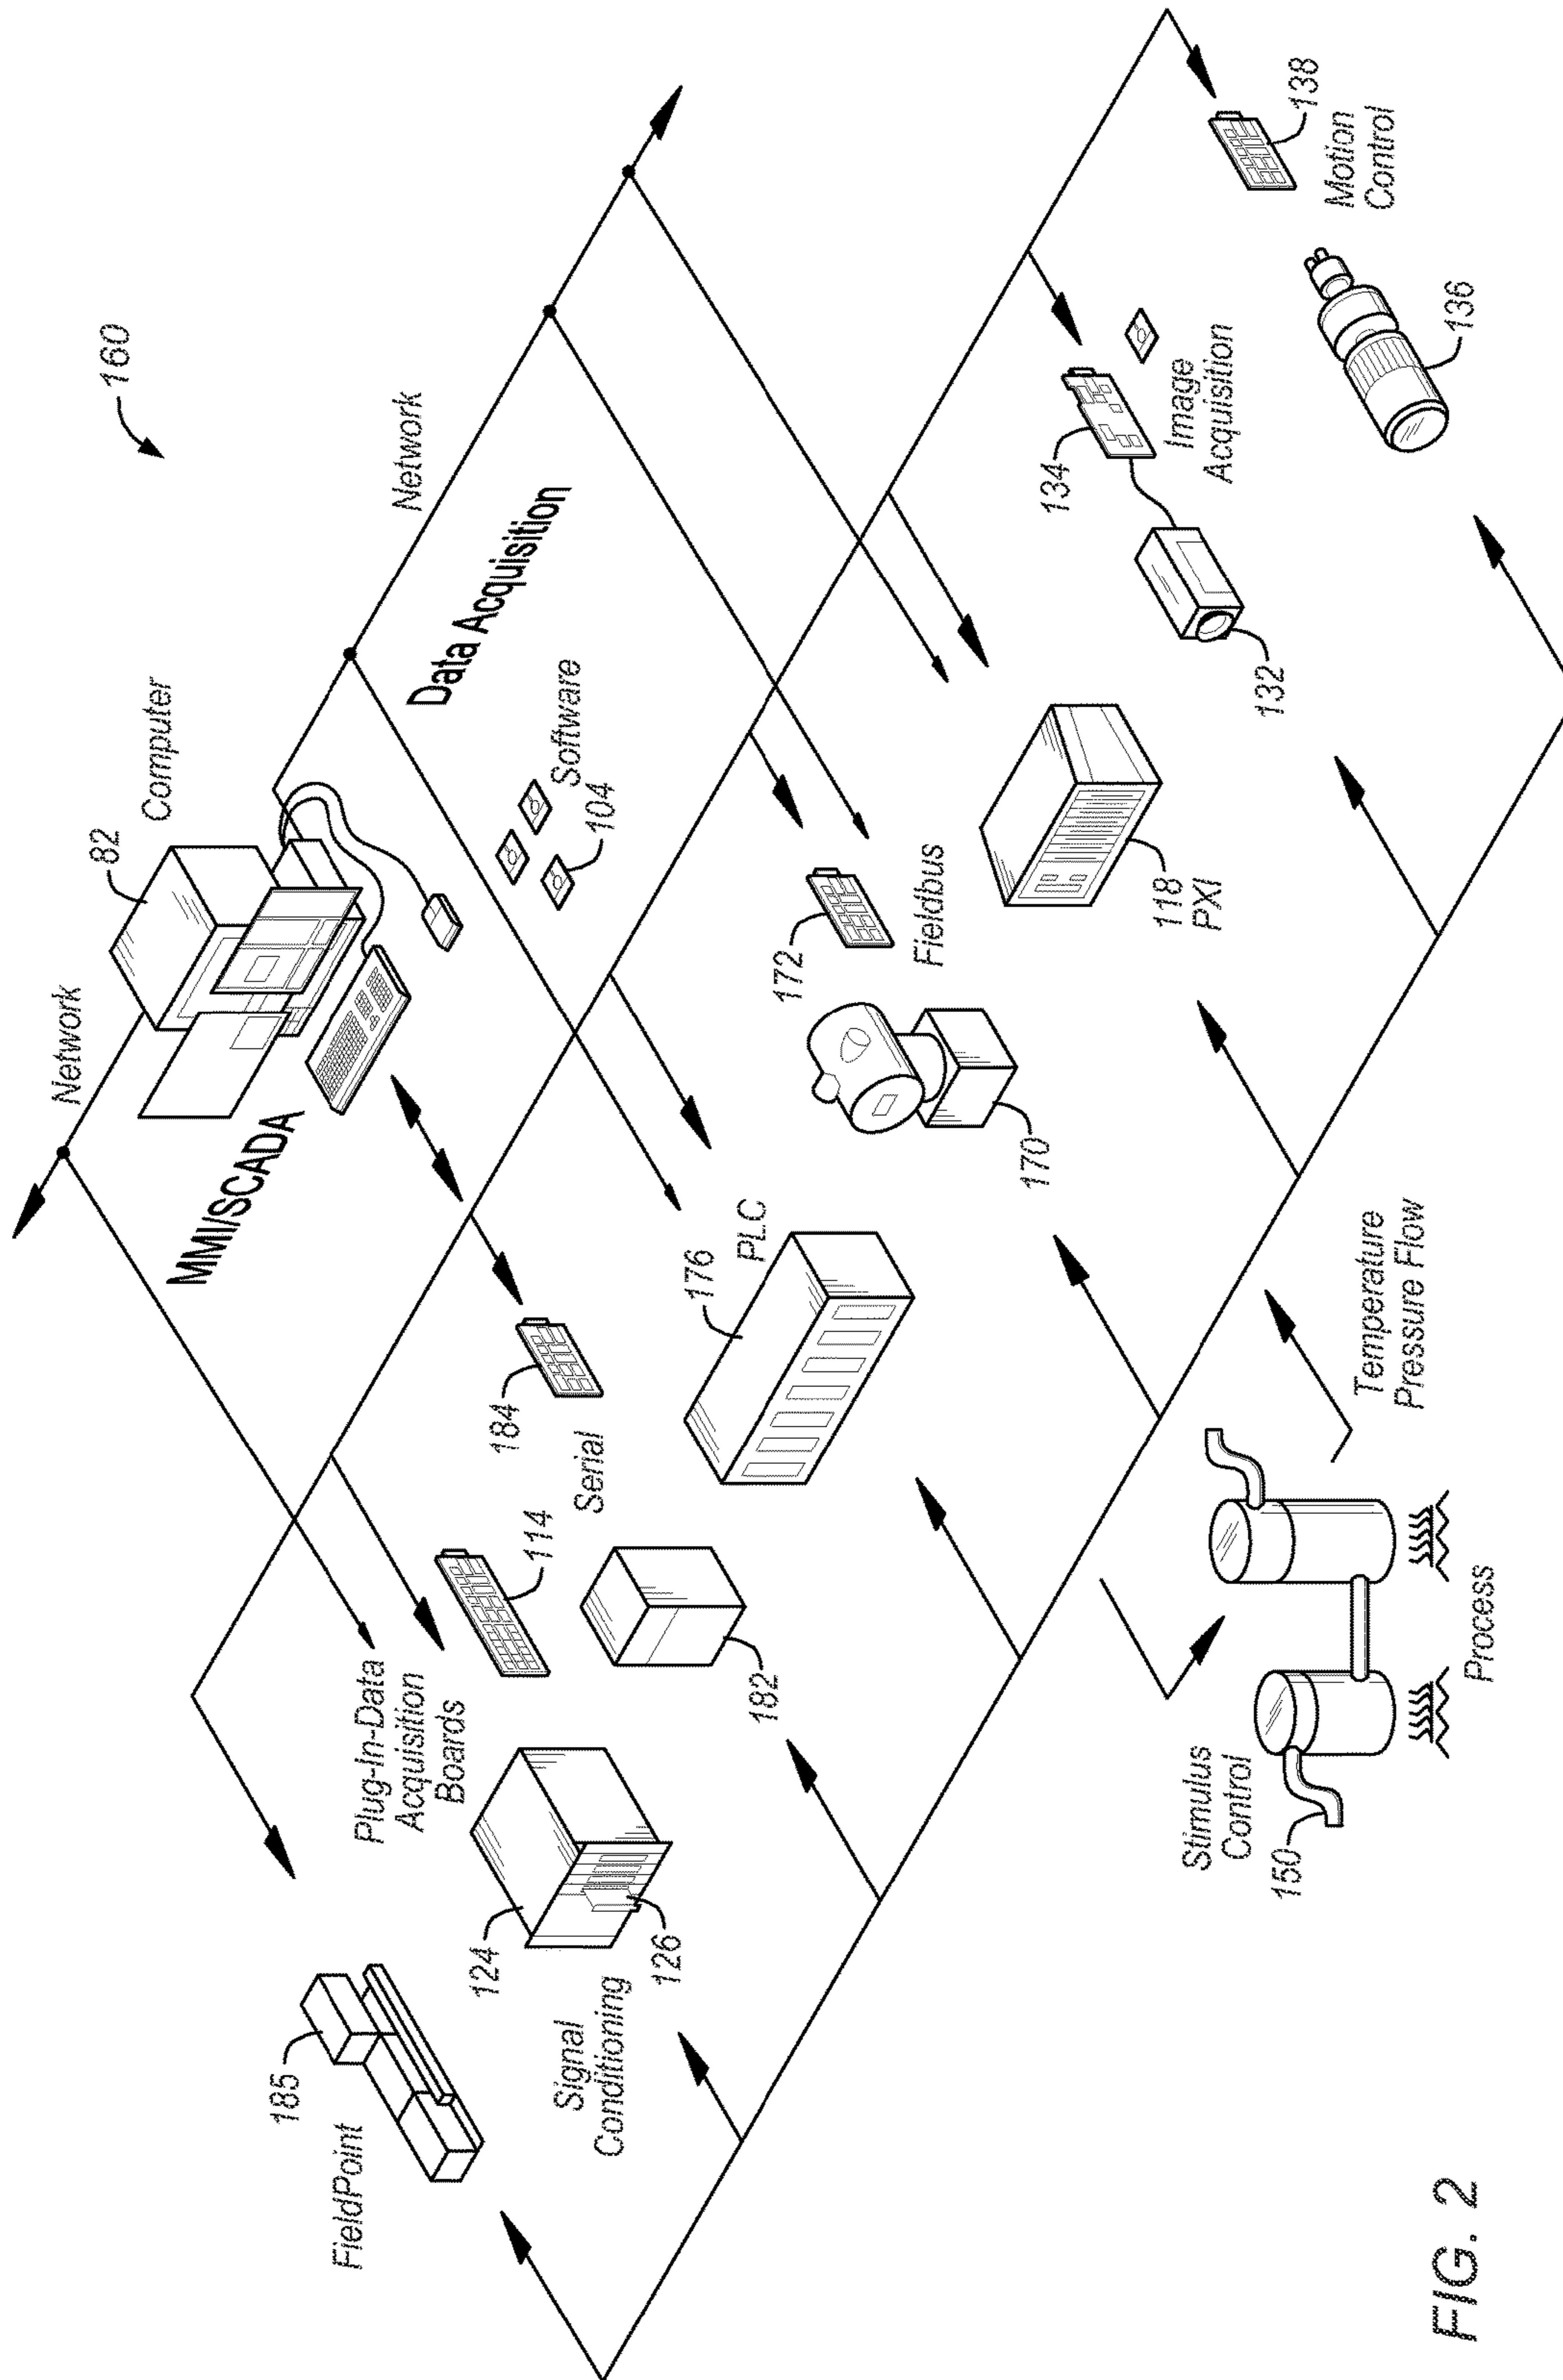 160
Network
82
Computer
Network
MMI/SCADA
Data Acquisition
Software
104
185
FieldPoint
Plug-In-Data
Acquisition
Boards
114
184
Serial
124
126
Signal
Conditioning
182
176
PLC
172
Fieldbus
170
118
PXI
134
Image
Acquisition
132
138
Motion
Control
136
Stimulus
Control
150
Process
Temperature
Pressure Flow
FIG. 2